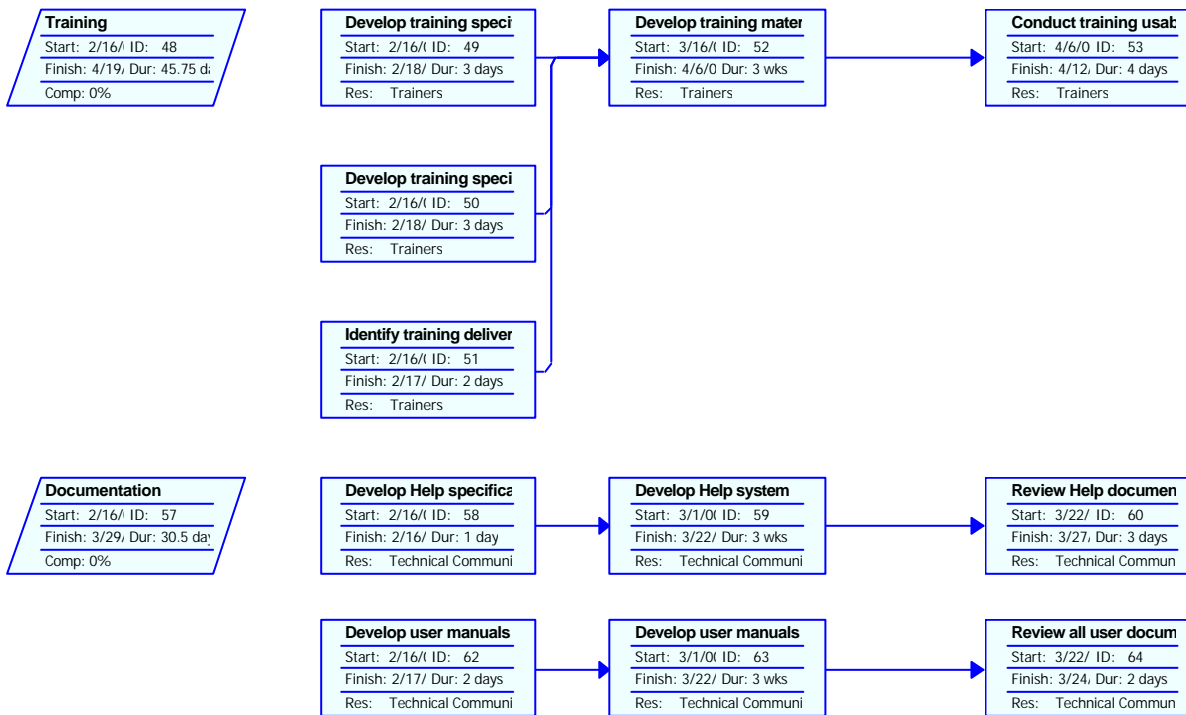 Training
Start: 2/16/( ID: 48
Finish: 4/19/ Dur: 45.75 da
Comp: 0%
Develop training speci
Start: 2/16/( ID: 49
Finish: 2/18/ Dur: 3 days
Res: Trainers
Develop training mater
Start: 3/16/( ID: 52
Finish: 4/6/0 Dur: 3 wks
Res: Trainers
Conduct training usab
Start: 4/6/0 ID: 53
Finish: 4/12/ Dur: 4 days
Res: Trainers
Develop training speci
Start: 2/16/( ID: 50
Finish: 2/18/ Dur: 3 days
Res: Trainers
Identify training deliver
Start: 2/16/( ID: 51
Finish: 2/17/ Dur: 2 days
Res: Trainers
Documentation
Start: 2/16/( ID: 57
Finish: 3/29/ Dur: 30.5 day
Comp: 0%
Develop Help specifica
Start: 2/16/( ID: 58
Finish: 2/16/ Dur: 1 day
Res: Technical Communi
Develop Help system
Start: 3/1/0( ID: 59
Finish: 3/22/ Dur: 3 wks
Res: Technical Communi
Review Help documen
Start: 3/22/ ID: 60
Finish: 3/27/ Dur: 3 days
Res: Technical Commun
Develop user manuals
Start: 2/16/( ID: 62
Finish: 2/17/ Dur: 2 days
Res: Technical Communi
Develop user manuals
Start: 3/1/0( ID: 63
Finish: 3/22/ Dur: 3 wks
Res: Technical Communi
Review all user docum
Start: 3/22/ ID: 64
Finish: 3/24/ Dur: 2 days
Res: Technical Commun